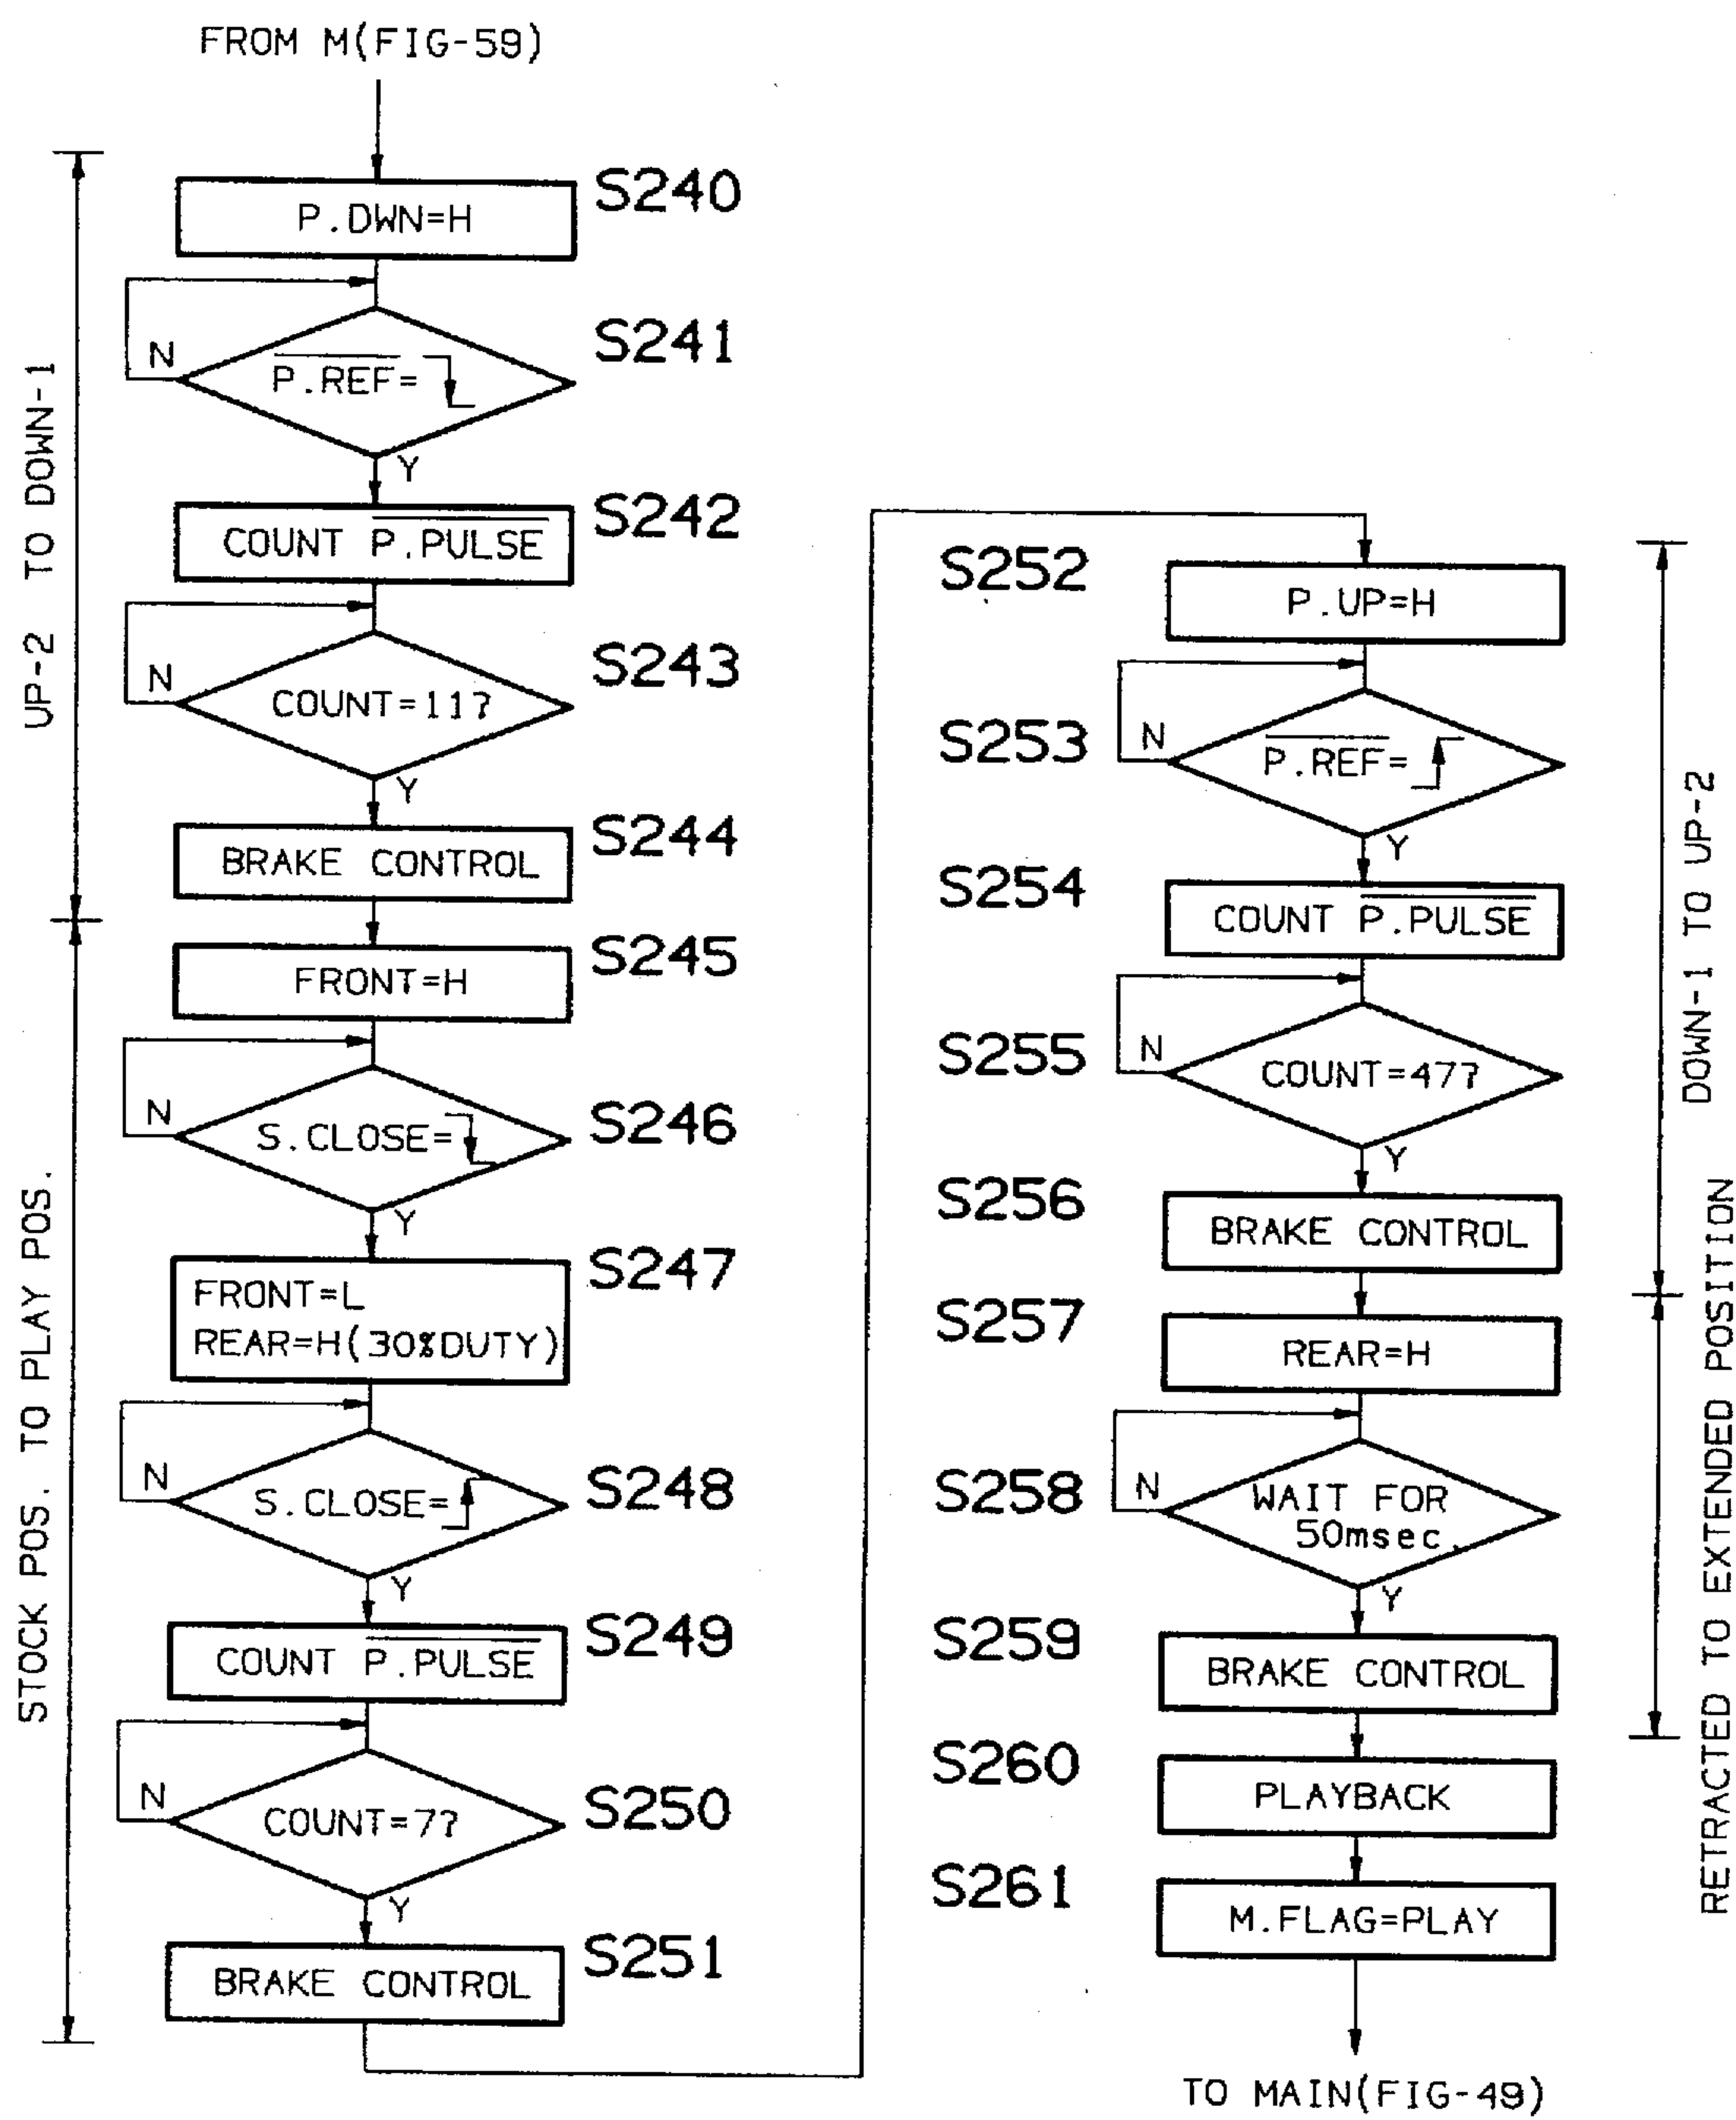 FROM M(FIG-59)
UP-2 TO DOWN-1
P.DWN=H
S240
N
P.REF=
S241
Y
COUNT P.PULSE
S242
N
COUNT=11?
S243
Y
BRAKE CONTROL
S244
STOCK POS. TO PLAY POS.
FRONT=H
S245
N
S.CLOSE=
S246
Y
FRONT=L
REAR=H(30%DUTY)
S247
N
S.CLOSE=
S248
Y
COUNT P.PULSE
S249
N
COUNT=7?
S250
Y
BRAKE CONTROL
S251
DOWN-1 TO UP-2
S252
P.UP=H
S253
N
P.REF=
Y
S254
COUNT P.PULSE
S255
N
COUNT=47?
Y
S256
BRAKE CONTROL
RETRACTED TO EXTENDED POSITION
S257
REAR=H
S258
N
WAIT FOR
50msec.
Y
S259
BRAKE CONTROL
S260
PLAYBACK
S261
M.FLAG=PLAY
TO MAIN(FIG-49)